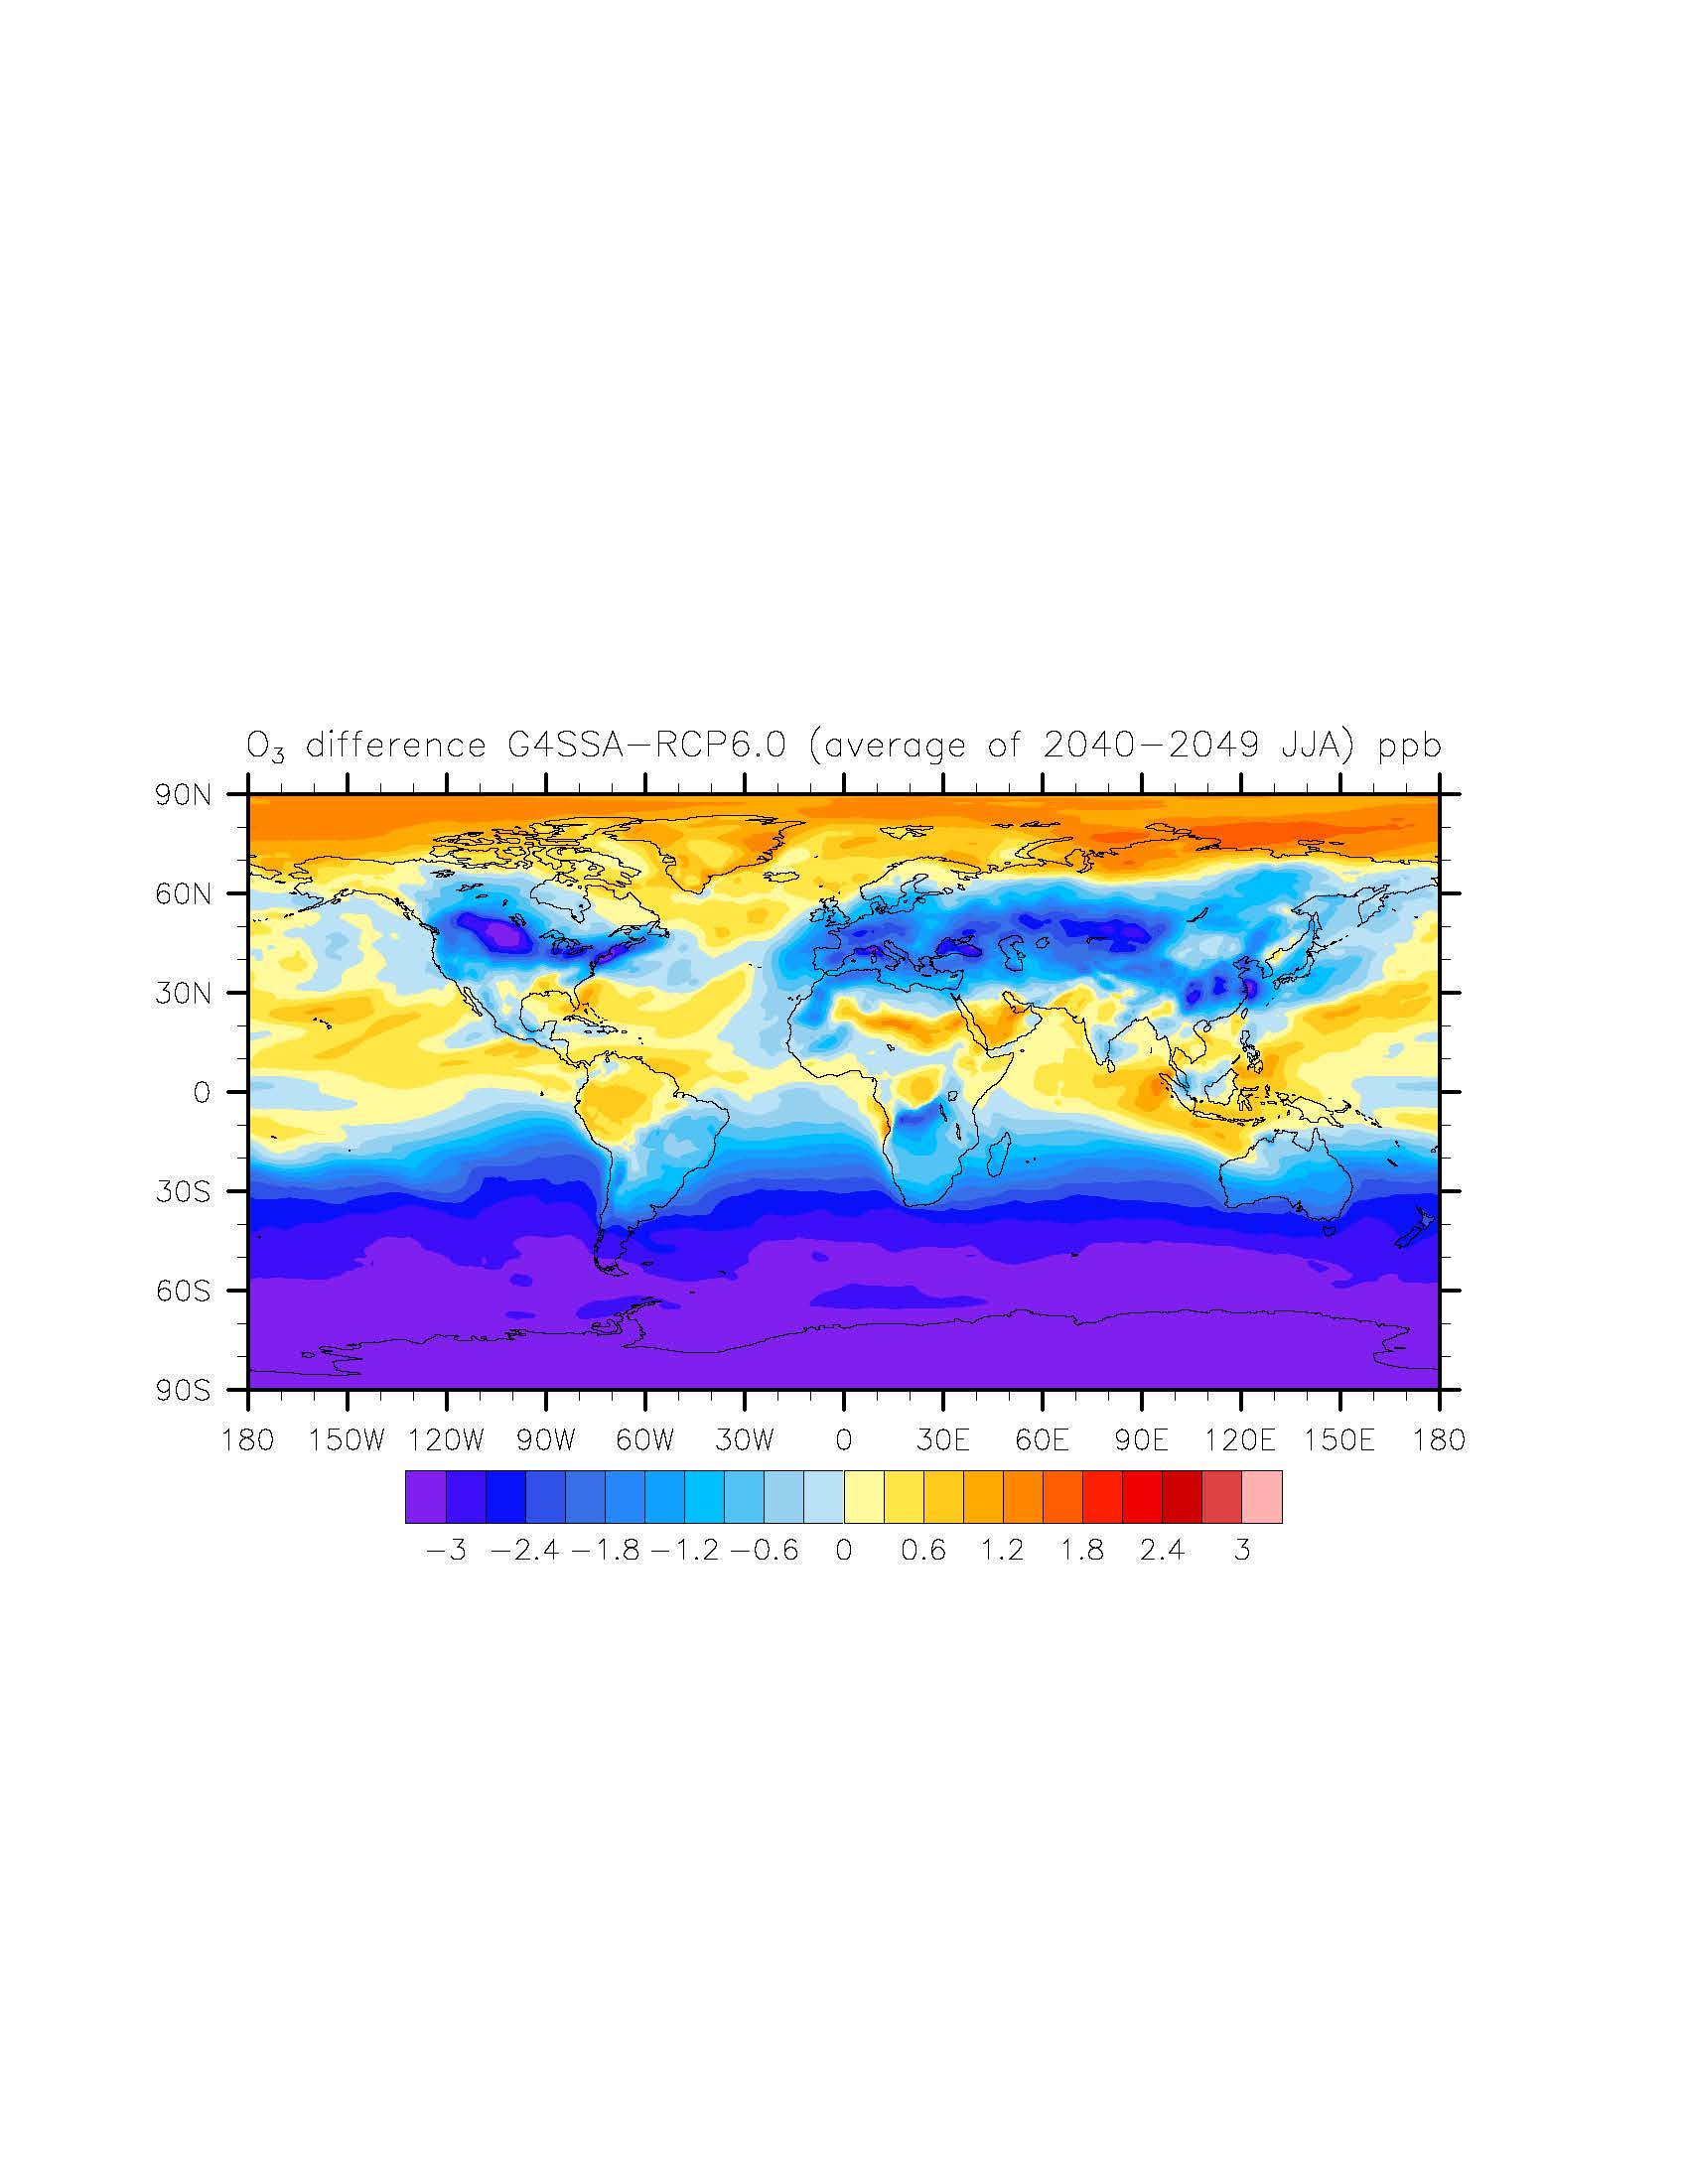 O₃ difference G4SSA−RCP6.0 (average of 2040−2049 JJA) ppb
90N
60N
30N
0
30S
60S
90S
180 150W 120W 90W 60W 30W 0 30E 60E 90E 120E 150E 180
−3 −2.4 −1.8 −1.2 −0.6 0 0.6 1.2 1.8 2.4 3